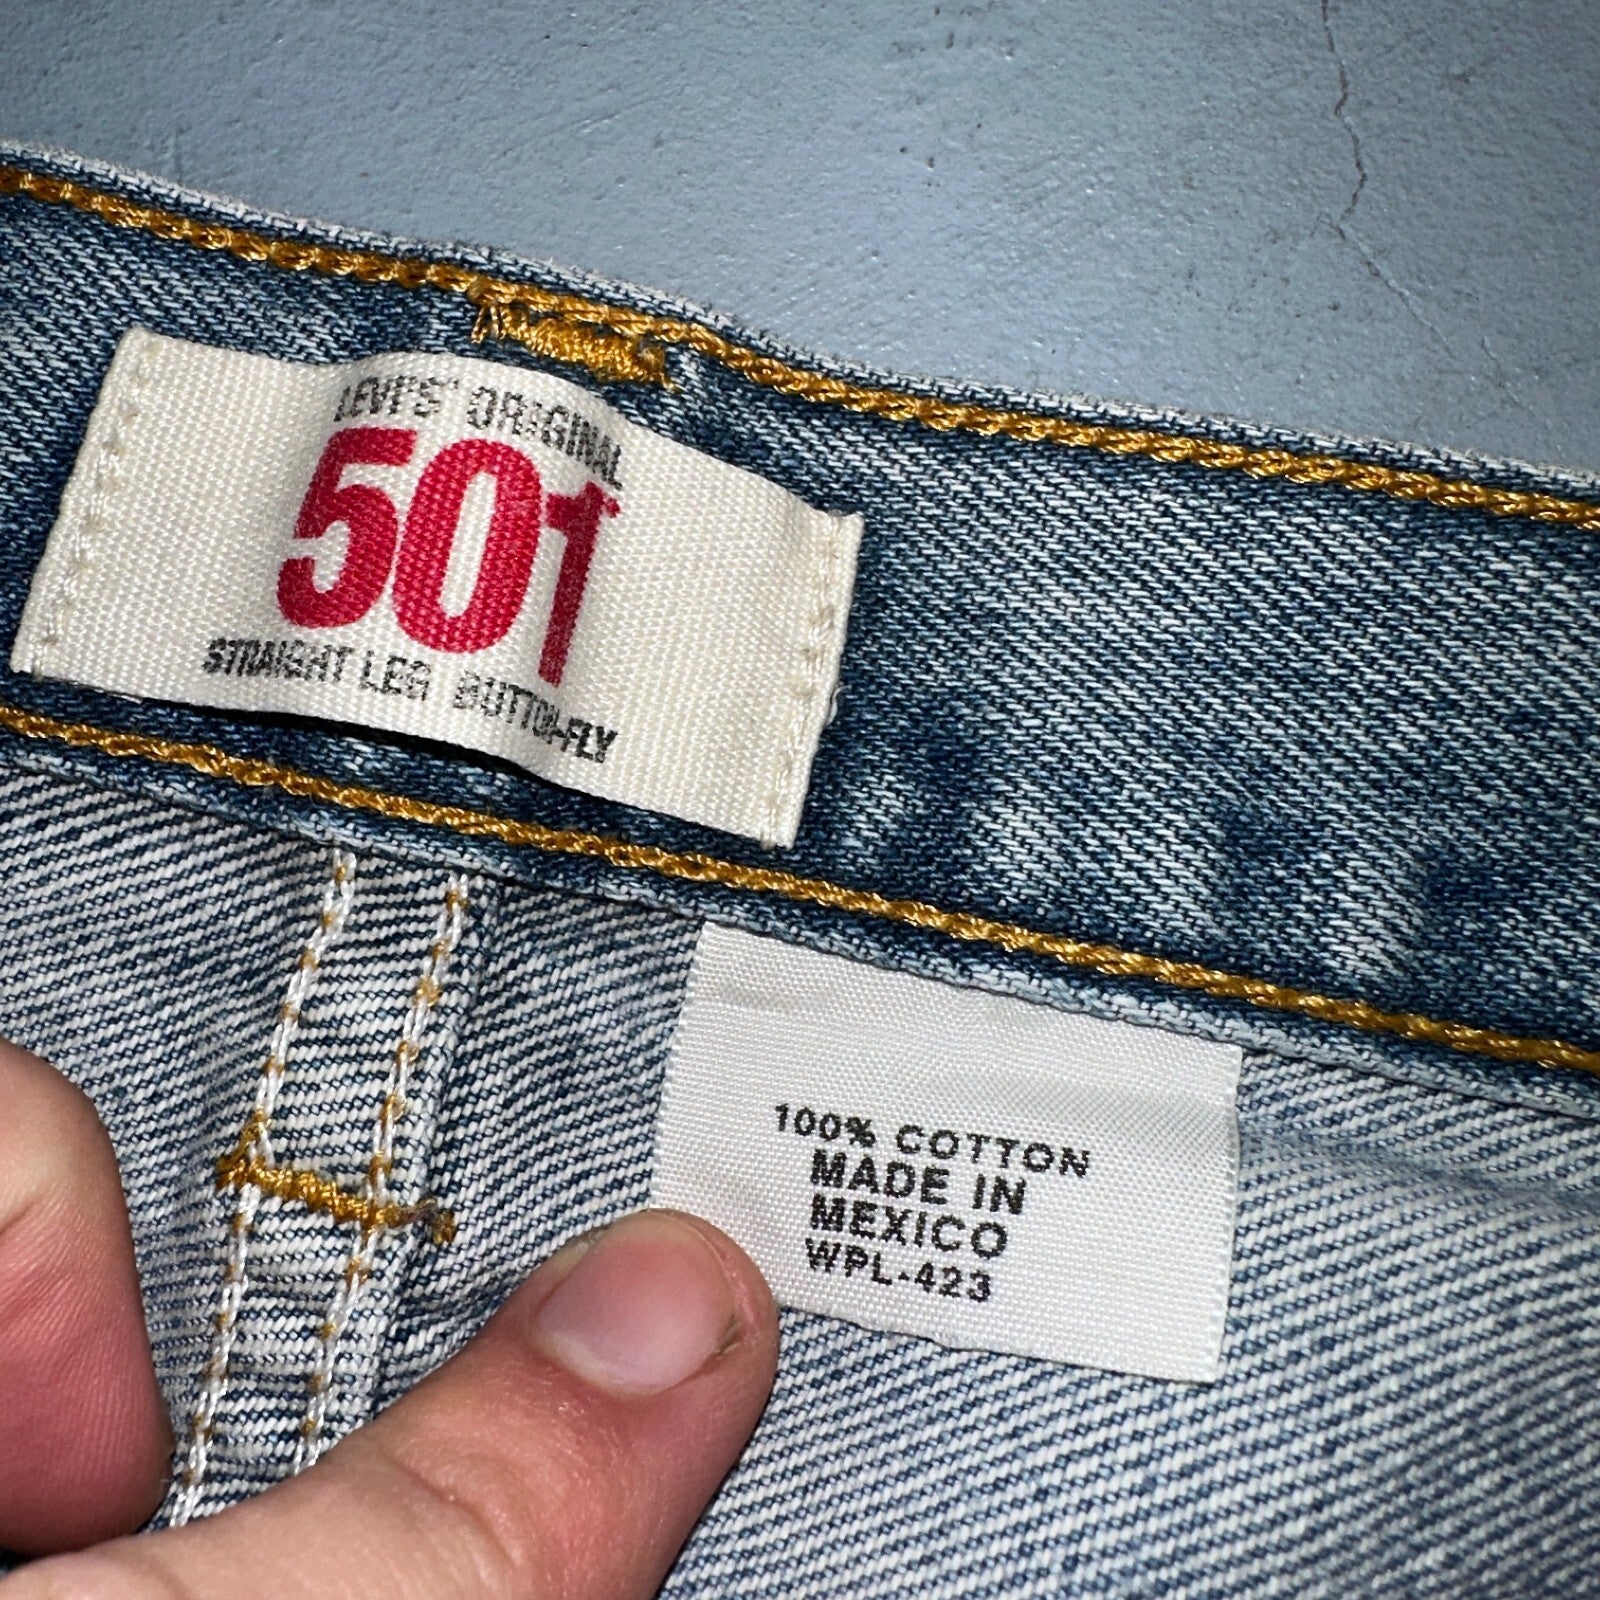 LEVI'S® ORIGINAL
501®
STRAIGHT LEG BUTTON-FLY
100% COTTON
MADE IN
MEXICO
WPL-423